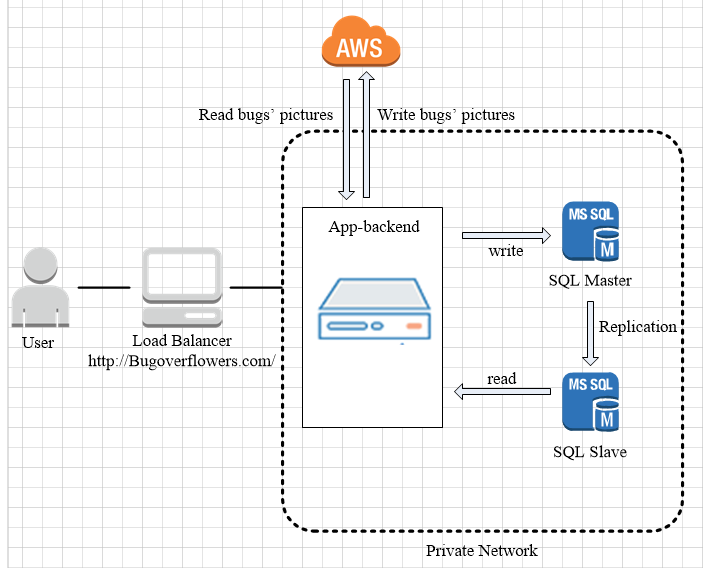 AWS
Read bugs’ pictures
Write bugs’ pictures
App-backend
MS SQL
M
write
SQL Master
User
Load Balancer
http://Bugoverflowers.com/
Replication
read
MS SQL
M
SQL Slave
Private Network